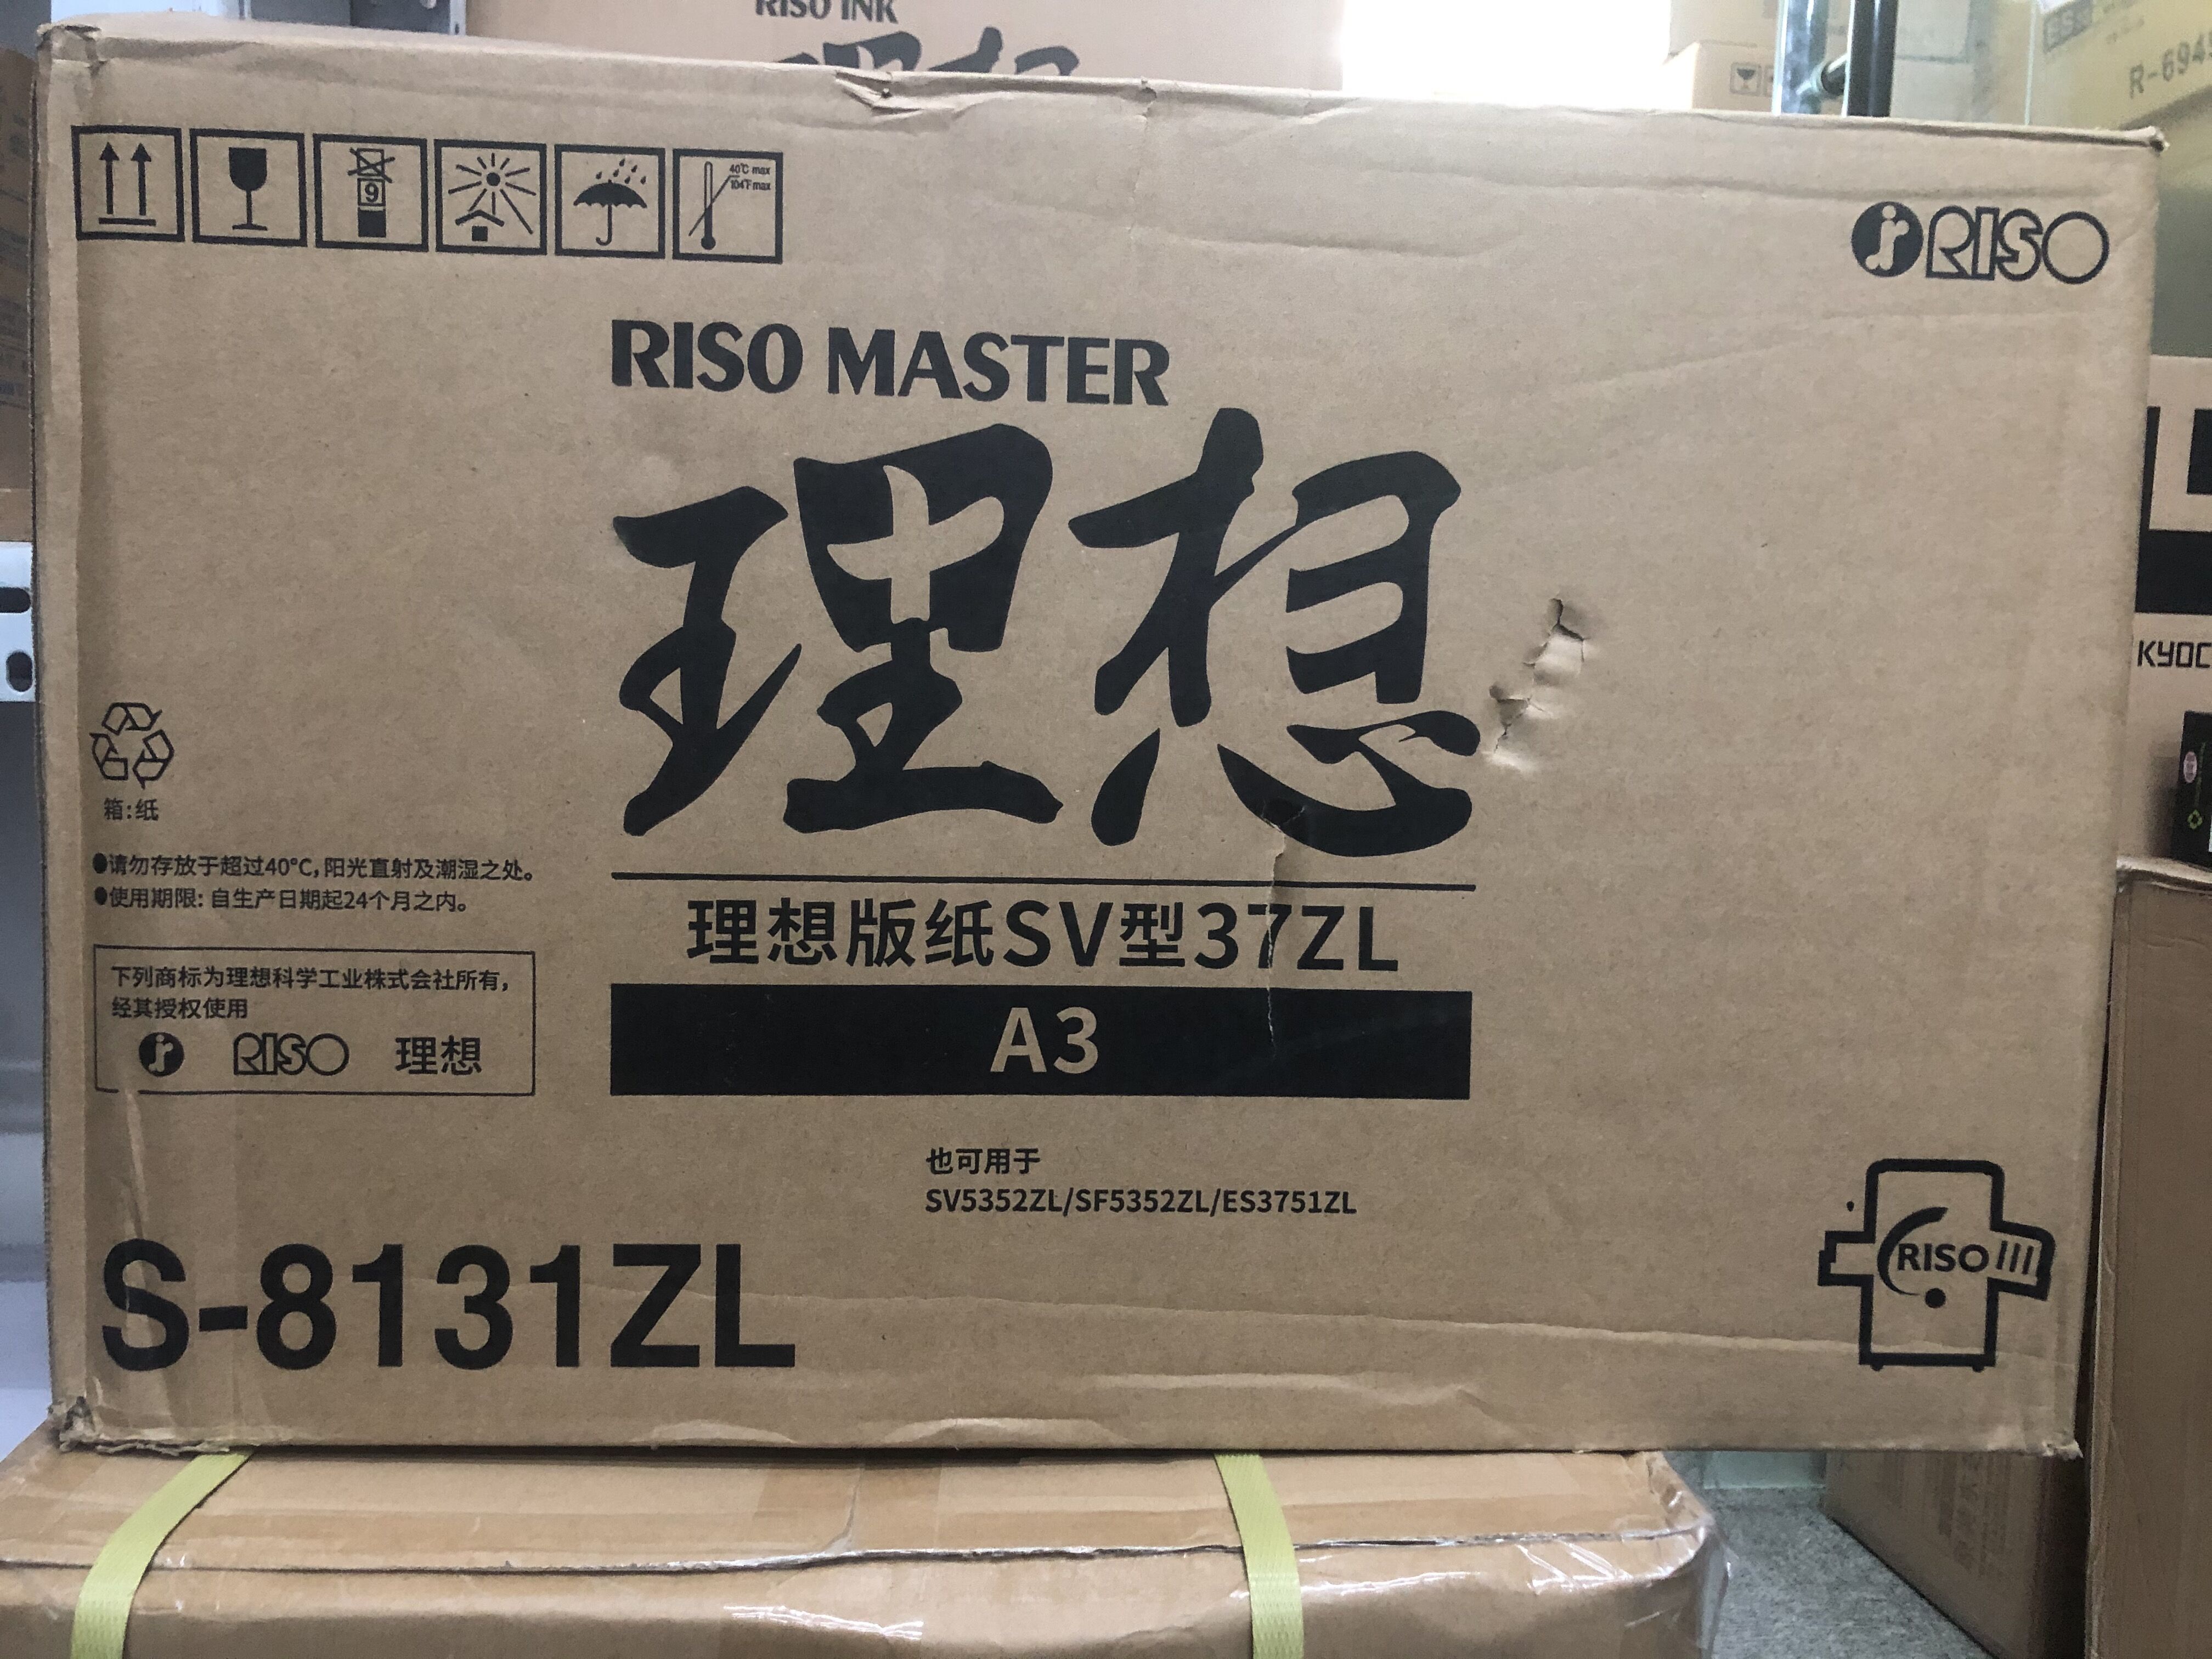 RISO INK
理想
R-694
9
40℃ max
104℉ max
RISO
RISO MASTER
理想
KYOC
箱:纸
●请勿存放于超过40°C,阳光直射及潮湿之处。
●使用期限: 自生产日期起24个月之内。
理想版纸SV型37ZL
下列商标为理想科学工业株式会社所有,
经其授权使用
RISO 理想
A3
也可用于
SV5352ZL/SF5352ZL/ES3751ZL
RISO
S-8131ZL